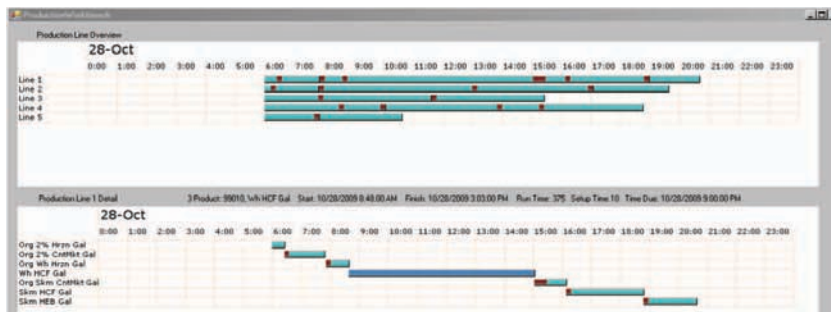 ProductionWorkbench
Production Line Overview
28-Oct
0:00 1:00 2:00 3:00 4:00 5:00 6:00 7:00 8:00 9:00 10:00 11:00 12:00 13:00 14:00 15:00 16:00 17:00 18:00 19:00 20:00 21:00 22:00 23:00
Line 1
Line 2
Line 3
Line 4
Line 5
Production Line 1 Detail 3 Product: 99010, Wh HCF Gal Start: 10/28/2009 8:48:00 AM Finish: 10/28/2009 3:03:00 PM Run Time: 375 Setup Time: 10 Time Due: 10/28/2009 9:00:00 PM
28-Oct
0:00 1:00 2:00 3:00 4:00 5:00 6:00 7:00 8:00 9:00 10:00 11:00 12:00 13:00 14:00 15:00 16:00 17:00 18:00 19:00 20:00 21:00 22:00 23:00
Org 2% Hrzn Gal
Org 2% CntMkt Gal
Org Wh Hrzn Gal
Wh HCF Gal
Org Skm CntMkt Gal
Skm HCF Gal
Skm HEB Gal